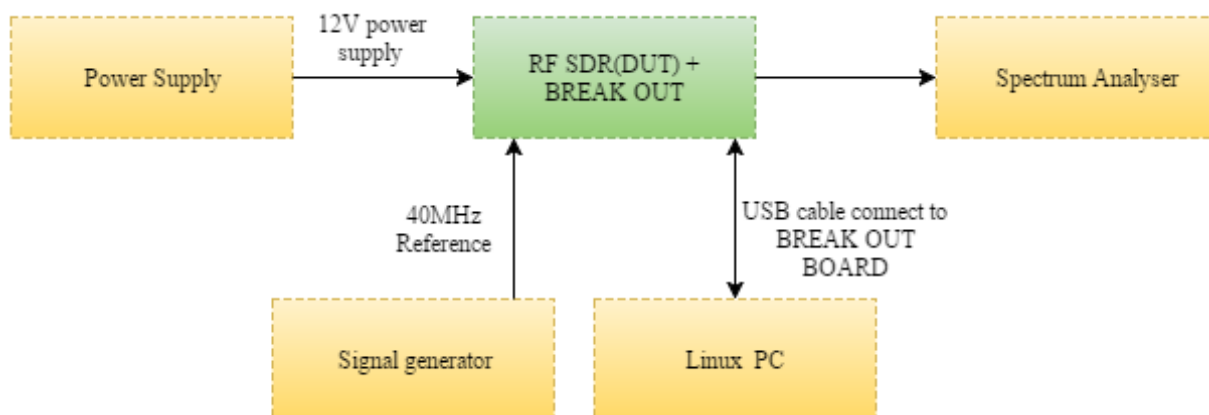 12V power
supply
Power Supply
RF SDR(DUT) +
BREAK OUT
Spectrum Analyser
40MHz
Reference
USB cable connect to
BREAK OUT
BOARD
Signal generator
Linux PC